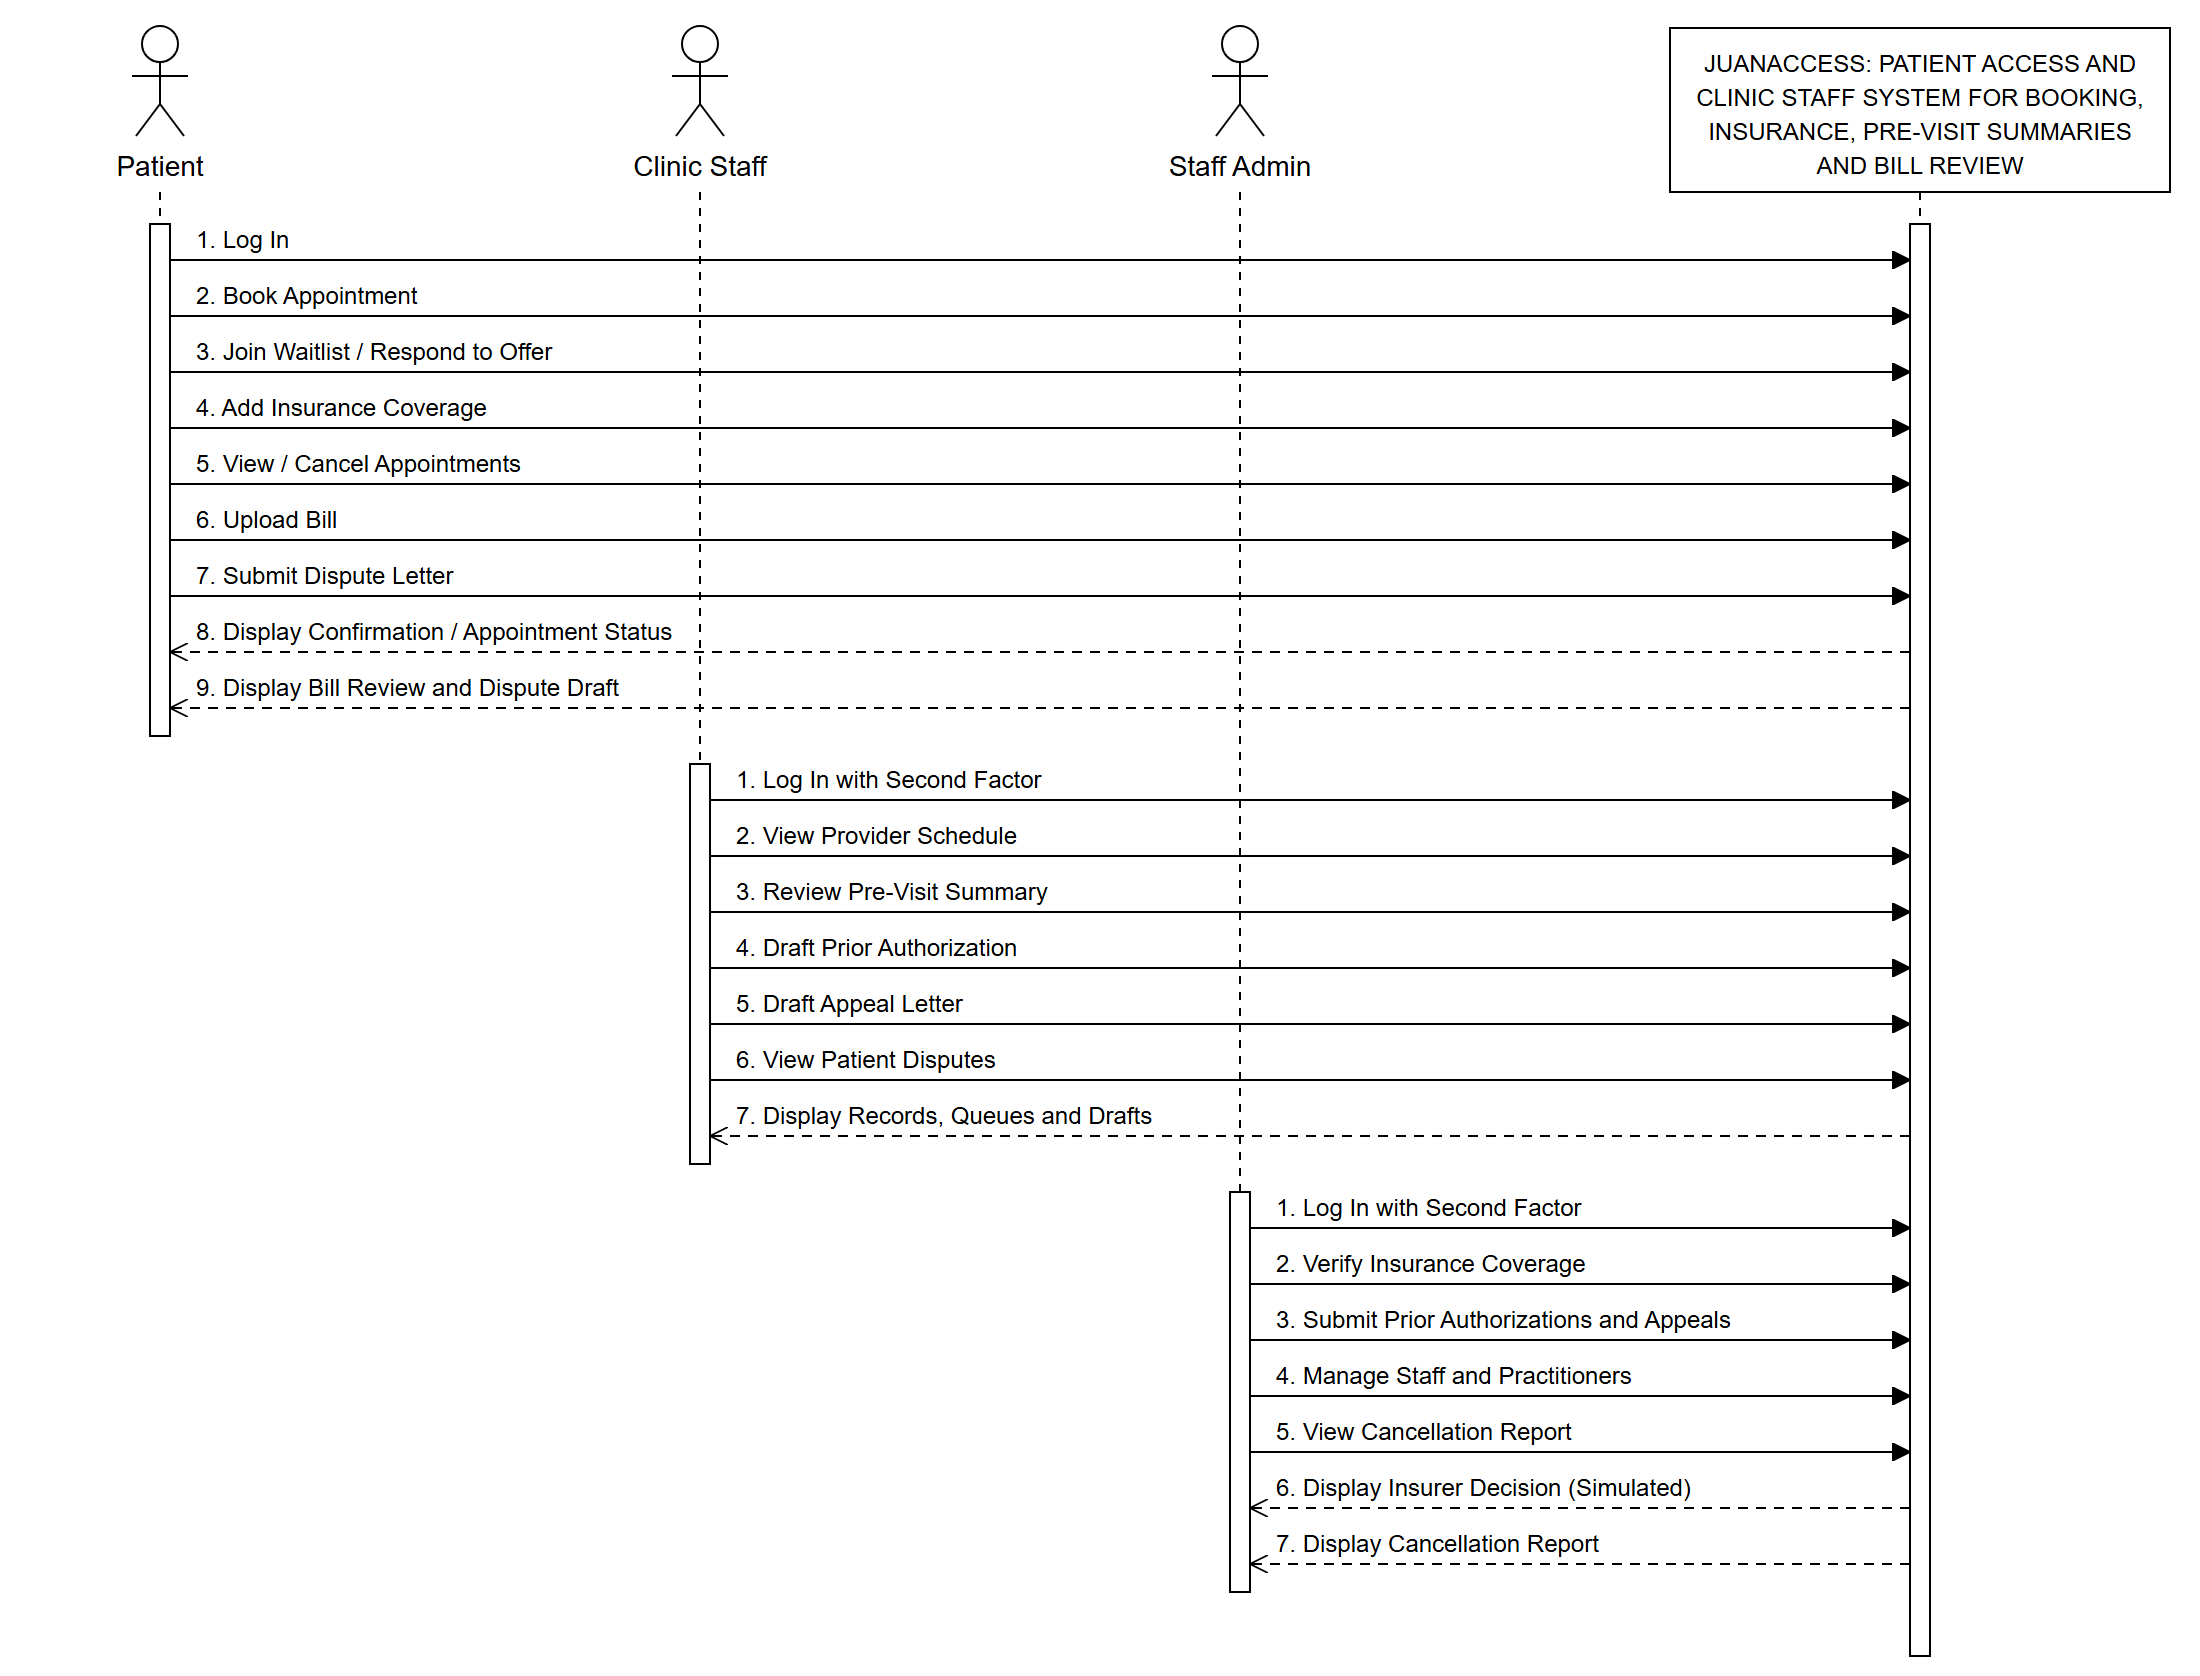 JUANACCESS: PATIENT ACCESS AND
CLINIC STAFF SYSTEM FOR BOOKING,
INSURANCE, PRE-VISIT SUMMARIES
AND BILL REVIEW
Patient
Clinic Staff
Staff Admin
1. Log In
2. Book Appointment
3. Join Waitlist / Respond to Offer
4. Add Insurance Coverage
5. View / Cancel Appointments
6. Upload Bill
7. Submit Dispute Letter
8. Display Confirmation / Appointment Status
9. Display Bill Review and Dispute Draft
1. Log In with Second Factor
2. View Provider Schedule
3. Review Pre-Visit Summary
4. Draft Prior Authorization
5. Draft Appeal Letter
6. View Patient Disputes
7. Display Records, Queues and Drafts
1. Log In with Second Factor
2. Verify Insurance Coverage
3. Submit Prior Authorizations and Appeals
4. Manage Staff and Practitioners
5. View Cancellation Report
6. Display Insurer Decision (Simulated)
7. Display Cancellation Report